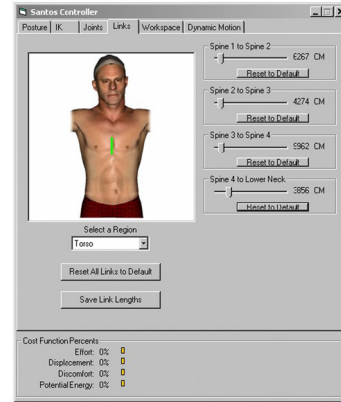 Santos Controller
Posture IK Joints Links Workspace Dynamic Motion
Spine 1 to Spine 2
6267 CM
Reset to Default
Spine 2 to Spine 3
4274 CM
Reset to Default
Spine 3 to Spine 4
9962 CM
Reset to Default
Spine 4 to Lower Neck
3856 CM
Reset to Default
Select a Region
Torso
Reset All Links to Default
Save Link Lengths
Cost Function Percents
Effort: 0%
Displacement: 0%
Discomfort: 0%
Potential Energy: 0%